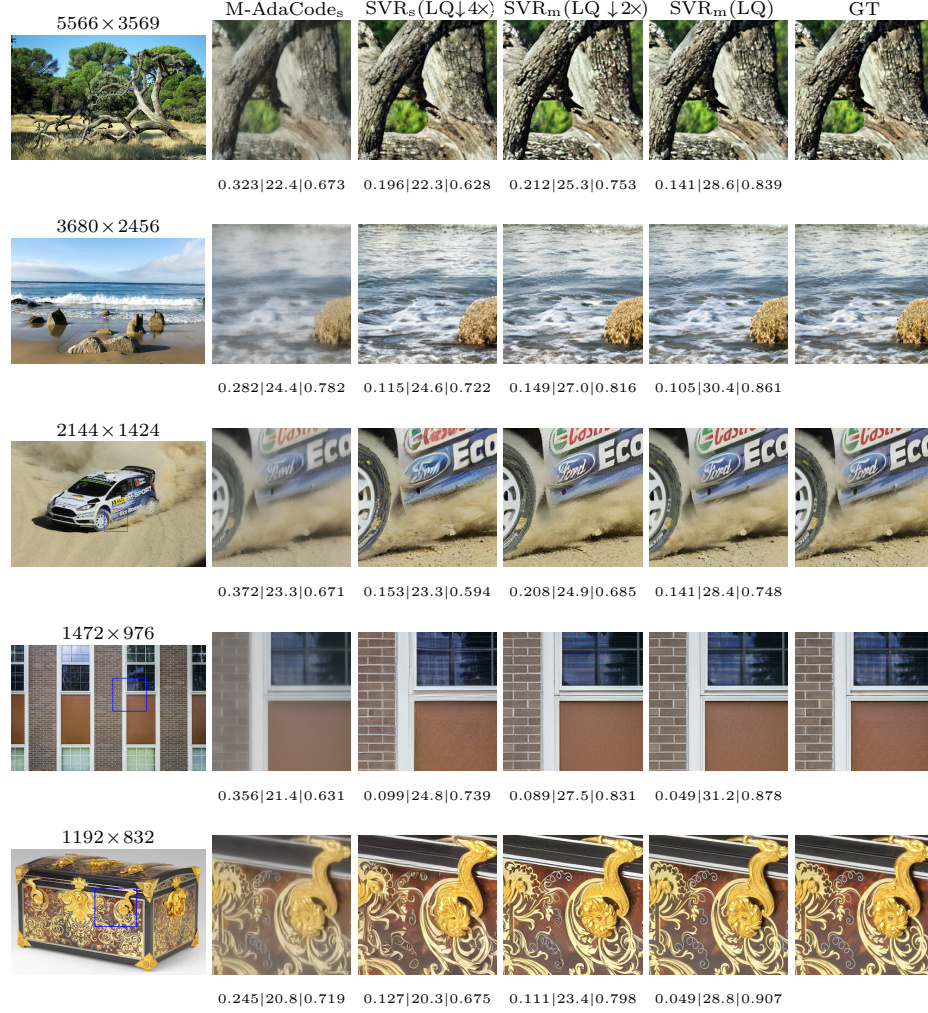 M-AdaCodeₛ SVRₛ(LQ↓4×) SVRₘ(LQ ↓2×) SVRₘ(LQ) GT
5566×3569
0.323|22.4|0.673 0.196|22.3|0.628 0.212|25.3|0.753 0.141|28.6|0.839
3680×2456
0.282|24.4|0.782 0.115|24.6|0.722 0.149|27.0|0.816 0.105|30.4|0.861
2144×1424
Castr Ford Eco
0.372|23.3|0.671 0.153|23.3|0.594 0.208|24.9|0.685 0.141|28.4|0.748
1472×976
0.356|21.4|0.631 0.099|24.8|0.739 0.089|27.5|0.831 0.049|31.2|0.878
1192×832
0.245|20.8|0.719 0.127|20.3|0.675 0.111|23.4|0.798 0.049|28.8|0.907